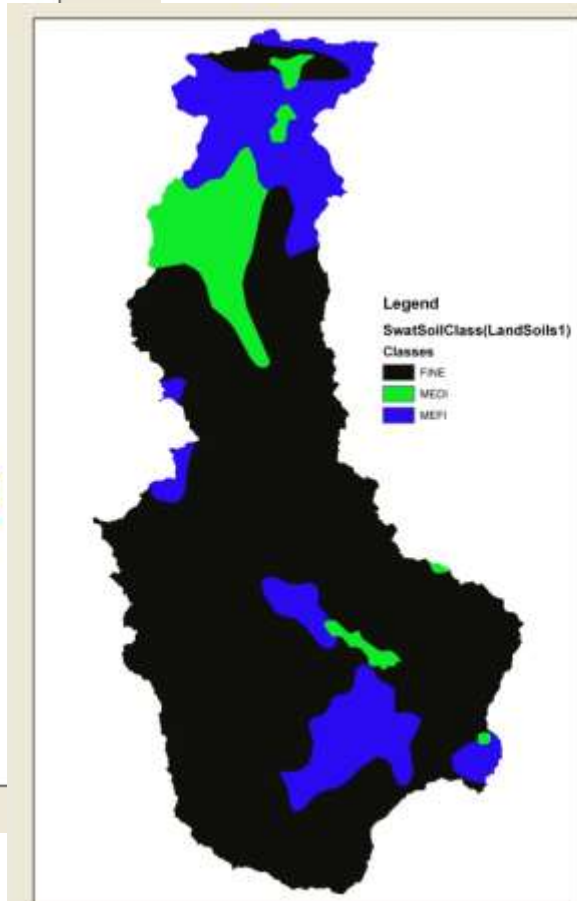 Legend
SwatSoilClass(LandSoils1)
Classes
FINE
MEDI
MEFI